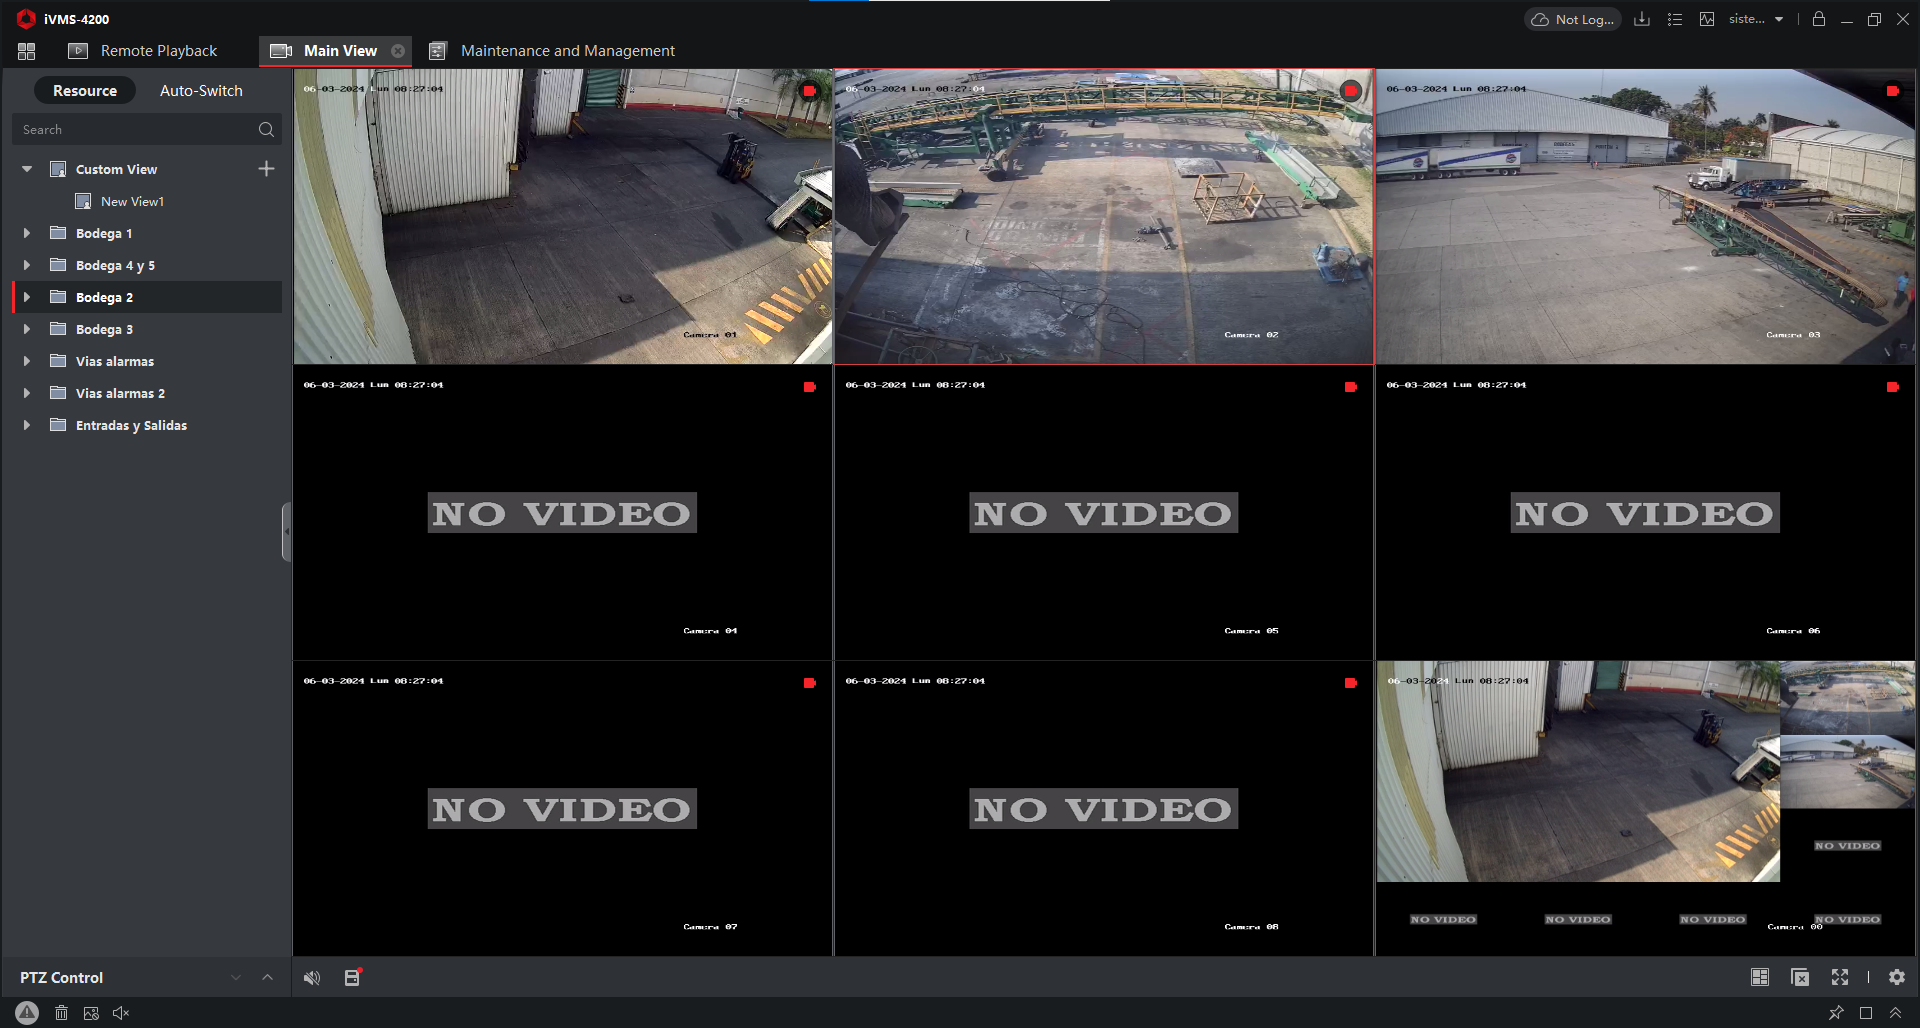 iVMS-4200
Not Log...
siste...
Remote Playback
Main View
Maintenance and Management
Resource
Auto-Switch
Search
Custom View
New View1
Bodega 1
Bodega 4 y 5
Bodega 2
Bodega 3
Vias alarmas
Vias alarmas 2
Entradas y Salidas
PTZ Control
06-03-2024 Lun 08:27:04
Camera 01
06-03-2024 Lun 08:27:04
Camera 02
06-03-2024 Lun 08:27:04
Camera 03
06-03-2024 Lun 08:27:04
NO VIDEO
Camera 04
06-03-2024 Lun 08:27:04
NO VIDEO
Camera 05
06-03-2024 Lun 08:27:04
NO VIDEO
Camera 06
06-03-2024 Lun 08:27:04
NO VIDEO
Camera 07
06-03-2024 Lun 08:27:04
NO VIDEO
Camera 08
06-03-2024 Lun 08:27:04
NO VIDEO
NO VIDEO
NO VIDEO
NO VIDEO
NO VIDEO
Camera 00